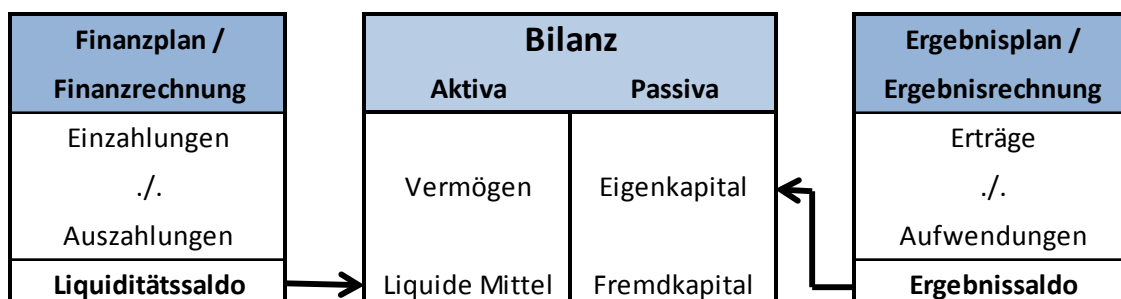 Finanzplan /
Finanzrechnung
Einzahlungen
./.
Auszahlungen
Liquiditätssaldo
Bilanz
Aktiva
Passiva
Vermögen
Eigenkapital
Liquide Mittel
Fremdkapital
Ergebnisplan /
Ergebnisrechnung
Erträge
./.
Aufwendungen
Ergebnissaldo